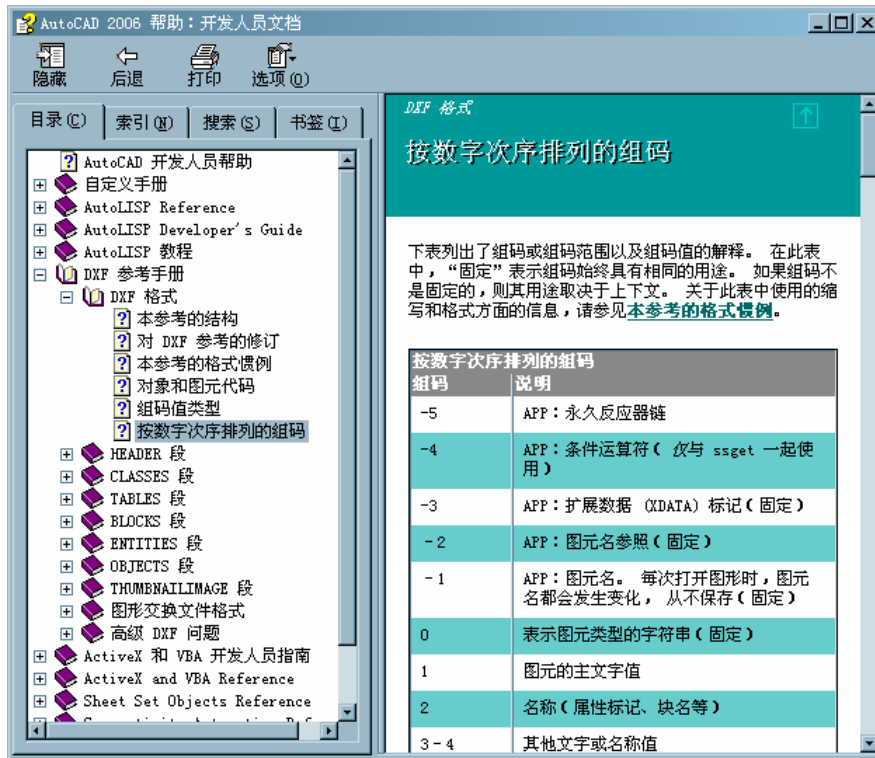 AutoCAD 2006 帮助：开发人员文档
隐藏
后退
打印
选项(O)
目录(C)
索引(N)
搜索(S)
书签(I)
AutoCAD 开发人员帮助
自定义手册
AutoLISP Reference
AutoLISP Developer's Guide
AutoLISP 教程
DXF 参考手册
DXF 格式
本参考的结构
对 DXF 参考的修订
本参考的格式惯例
对象和图元代码
组码值类型
按数字次序排列的组码
HEADER 段
CLASSES 段
TABLES 段
BLOCKS 段
ENTITIES 段
OBJECTS 段
THUMBNAILIMAGE 段
图形交换文件格式
高级 DXF 问题
ActiveX 和 VBA 开发人员指南
ActiveX and VBA Reference
Sheet Set Objects Reference
DXF 格式
按数字次序排列的组码
下表列出了组码或组码范围以及组码值的解释。 在此表
中，“固定”表示组码始终具有相同的用途。 如果组码不
是固定的，则其用途取决于上下文。 关于此表中使用的缩
写和格式方面的信息，请参见本参考的格式惯例。
按数字次序排列的组码
组码 说明
-5 APP：永久反应器链
-4 APP：条件运算符( 仅与 ssget 一起使
用)
-3 APP：扩展数据 (XDATA) 标记(固定)
-2 APP：图元名参照(固定)
-1 APP：图元名。 每次打开图形时，图元
名都会发生变化， 从不保存(固定)
0 表示图元类型的字符串(固定)
1 图元的主文字值
2 名称(属性标记、块名等)
3-4 其他文字或名称值